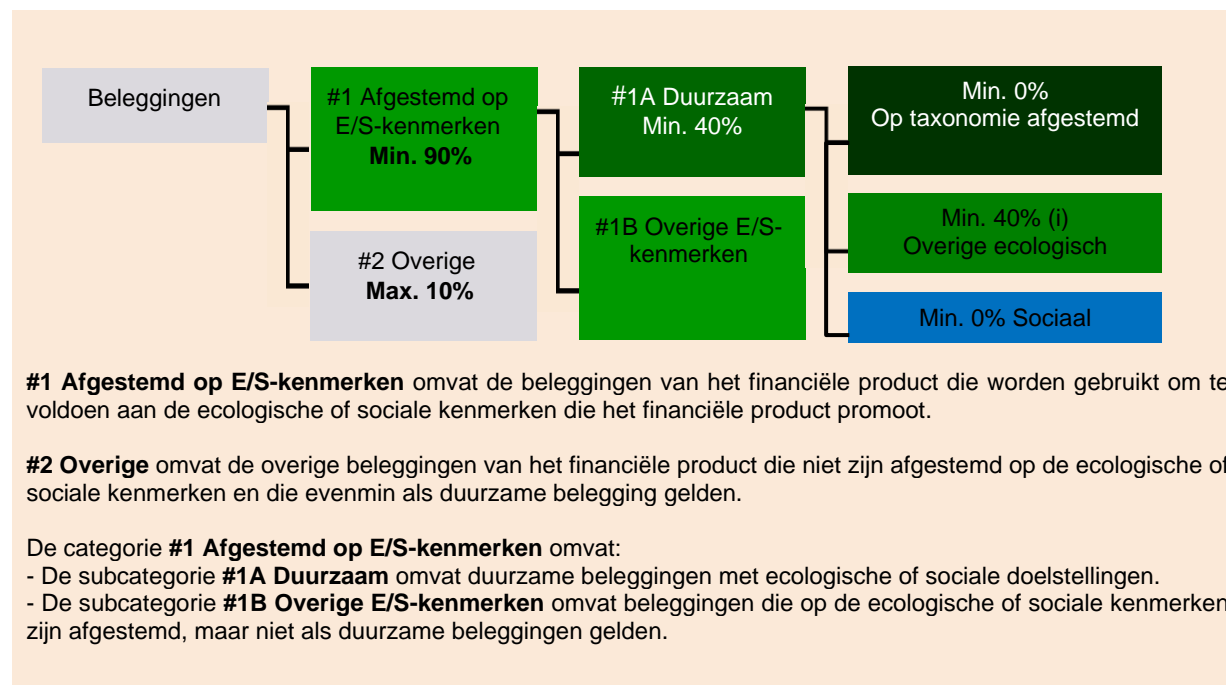 Beleggingen
#1 Afgestemd op
E/S-kenmerken
Min. 90%
#2 Overige
Max. 10%
#1A Duurzaam
Min. 40%
#1B Overige E/S-
kenmerken
Min. 0%
Op taxonomie afgestemd
Min. 40% (i)
Overige ecologisch
Min. 0% Sociaal
#1 Afgestemd op E/S-kenmerken omvat de beleggingen van het financiële product die worden gebruikt om te
voldoen aan de ecologische of sociale kenmerken die het financiële product promoot.
#2 Overige omvat de overige beleggingen van het financiële product die niet zijn afgestemd op de ecologische of
sociale kenmerken en die evenmin als duurzame belegging gelden.
De categorie #1 Afgestemd op E/S-kenmerken omvat:
- De subcategorie #1A Duurzaam omvat duurzame beleggingen met ecologische of sociale doelstellingen.
- De subcategorie #1B Overige E/S-kenmerken omvat beleggingen die op de ecologische of sociale kenmerken
zijn afgestemd, maar niet als duurzame beleggingen gelden.